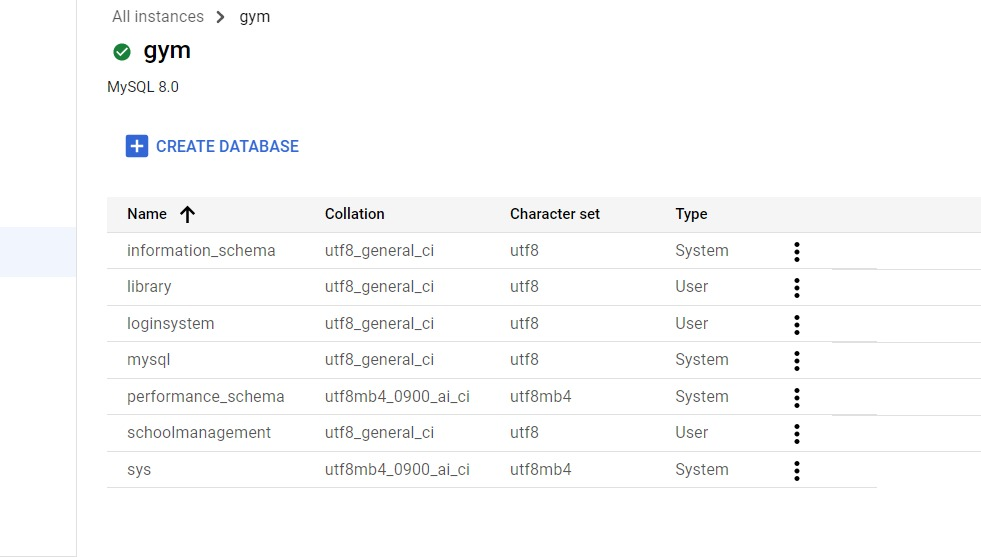 All instances > gym
gym
MySQL 8.0
CREATE DATABASE
Name Collation Character set Type
information_schema utf8_general_ci utf8 System
library utf8_general_ci utf8 User
loginsystem utf8_general_ci utf8 User
mysql utf8_general_ci utf8 System
performance_schema utf8mb4_0900_ai_ci utf8mb4 System
schoolmanagement utf8_general_ci utf8 User
sys utf8mb4_0900_ai_ci utf8mb4 System